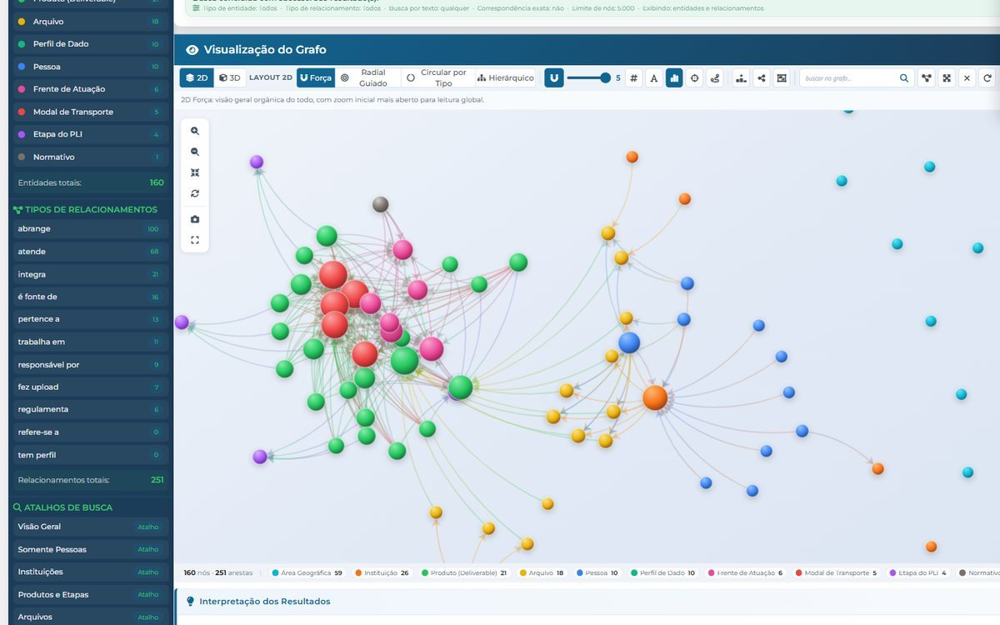 Produto (Deliverable) 21
Arquivo 18
Perfil de Dado 10
Pessoa 10
Frente de Atuação 6
Modal de Transporte 5
Etapa do PLI 4
Normativo 1
Entidades totais: 160
TIPOS DE RELACIONAMENTOS
abrange 100
atende 68
integra 21
é fonte de 16
pertence a 13
trabalha em 11
responsável por 9
fez upload 7
regulamenta 6
refere-se a 0
tem perfil 0
Relacionamentos totais: 251
ATALHOS DE BUSCA
Visão Geral Atalho
Somente Pessoas Atalho
Instituições Atalho
Produtos e Etapas Atalho
Arquivos Atalho
Tipo de entidade: Todos · Tipo de relacionamento: Todos · Busca por texto: qualquer · Correspondência exata: não · Limite de nós: 5.000 · Exibindo: entidades e relacionamentos
Visualização do Grafo
2D 3D LAYOUT 2D Força Radial Guiado Circular por Tipo Hierárquico 5 # A buscar no grafo...
2D Força: visão geral orgânica do todo, com zoom inicial mais aberto para leitura global.
160 nós · 251 arestas Área Geográfica 59 Instituição 26 Produto (Deliverable) 21 Arquivo 18 Pessoa 10 Perfil de Dado 10 Frente de Atuação 6 Modal de Transporte 5 Etapa do PLI 4 Normativo
Interpretação dos Resultados